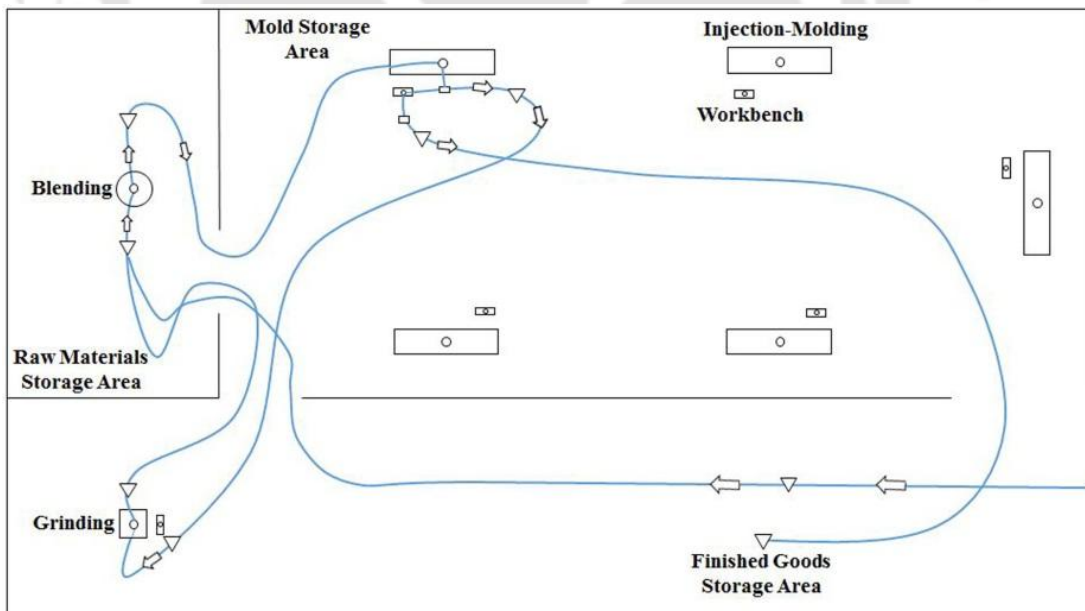 Mold Storage
Area
Injection-Molding
Workbench
Blending
Raw Materials
Storage Area
Grinding
Finished Goods
Storage Area